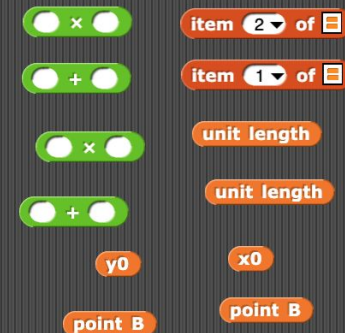 ×
item 2 of
+
item 1 of
unit length
×
unit length
+
y0
x0
point B
point B